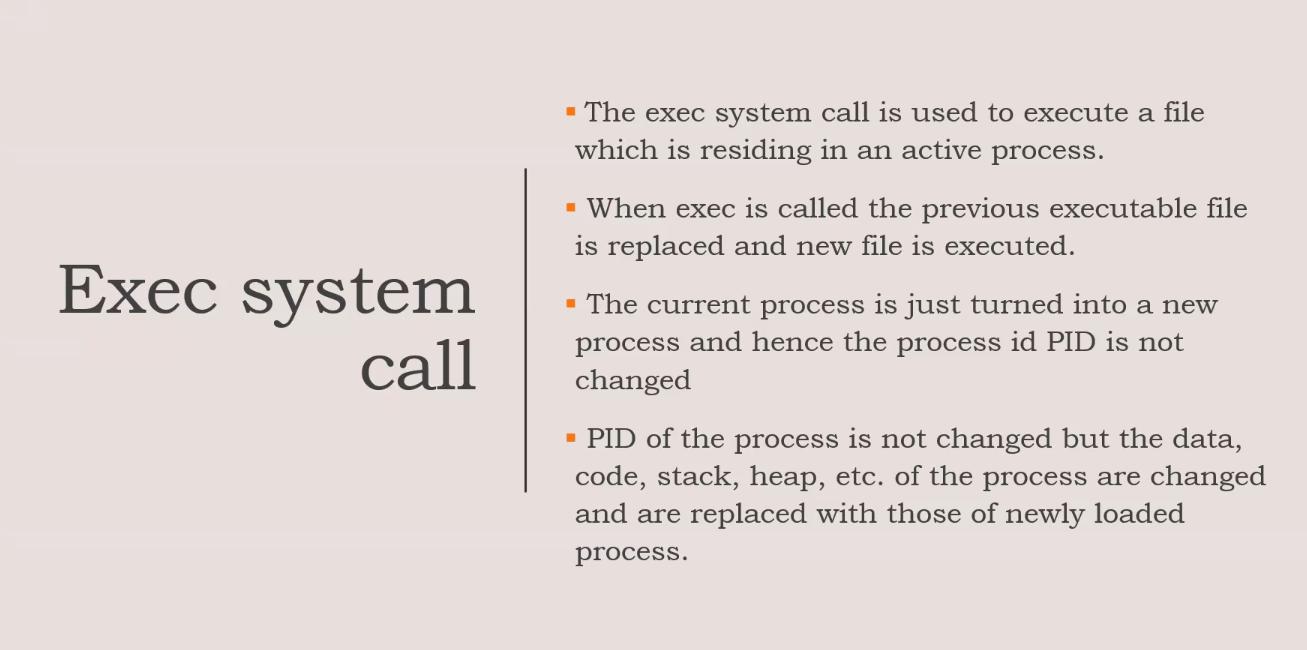 Exec system
call
▪ The exec system call is used to execute a file
which is residing in an active process.
▪ When exec is called the previous executable file
is replaced and new file is executed.
▪ The current process is just turned into a new
process and hence the process id PID is not
changed
▪ PID of the process is not changed but the data,
code, stack, heap, etc. of the process are changed
and are replaced with those of newly loaded
process.